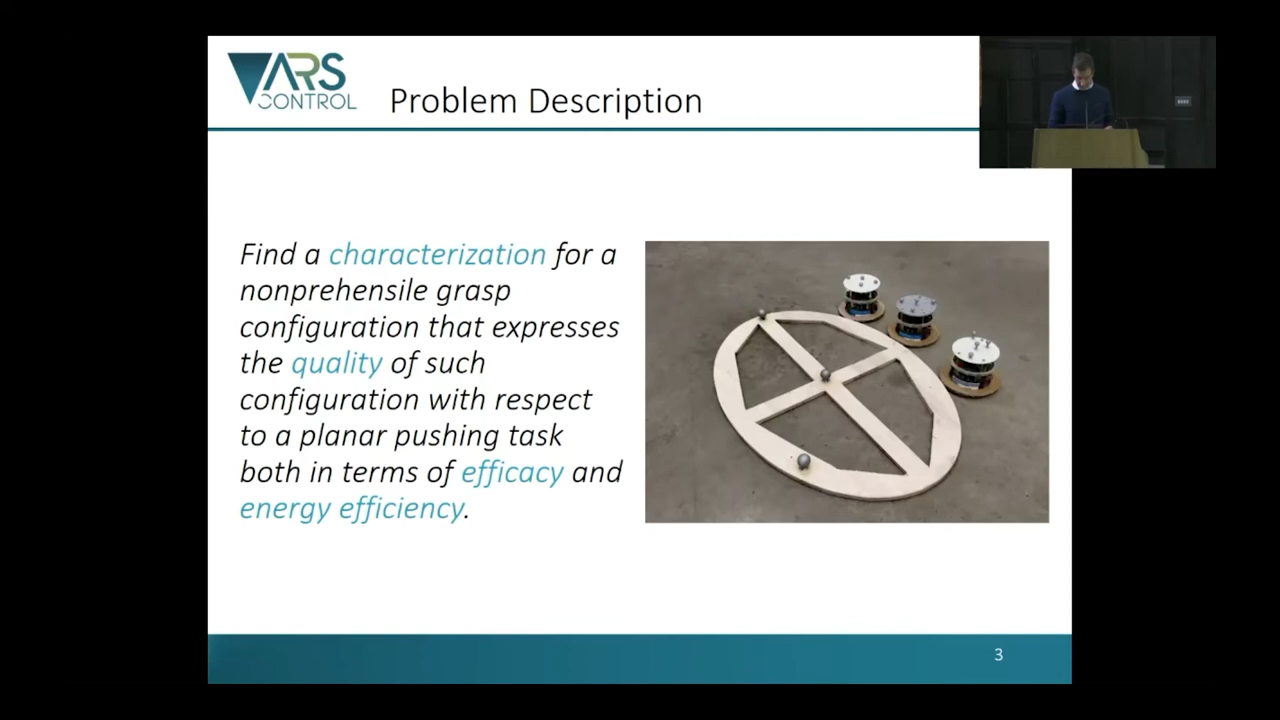 ARS
CONTROL
Problem Description
Find a characterization for a
nonprehensile grasp
configuration that expresses
the quality of such
configuration with respect
to a planar pushing task
both in terms of efficacy and
energy efficiency.
3